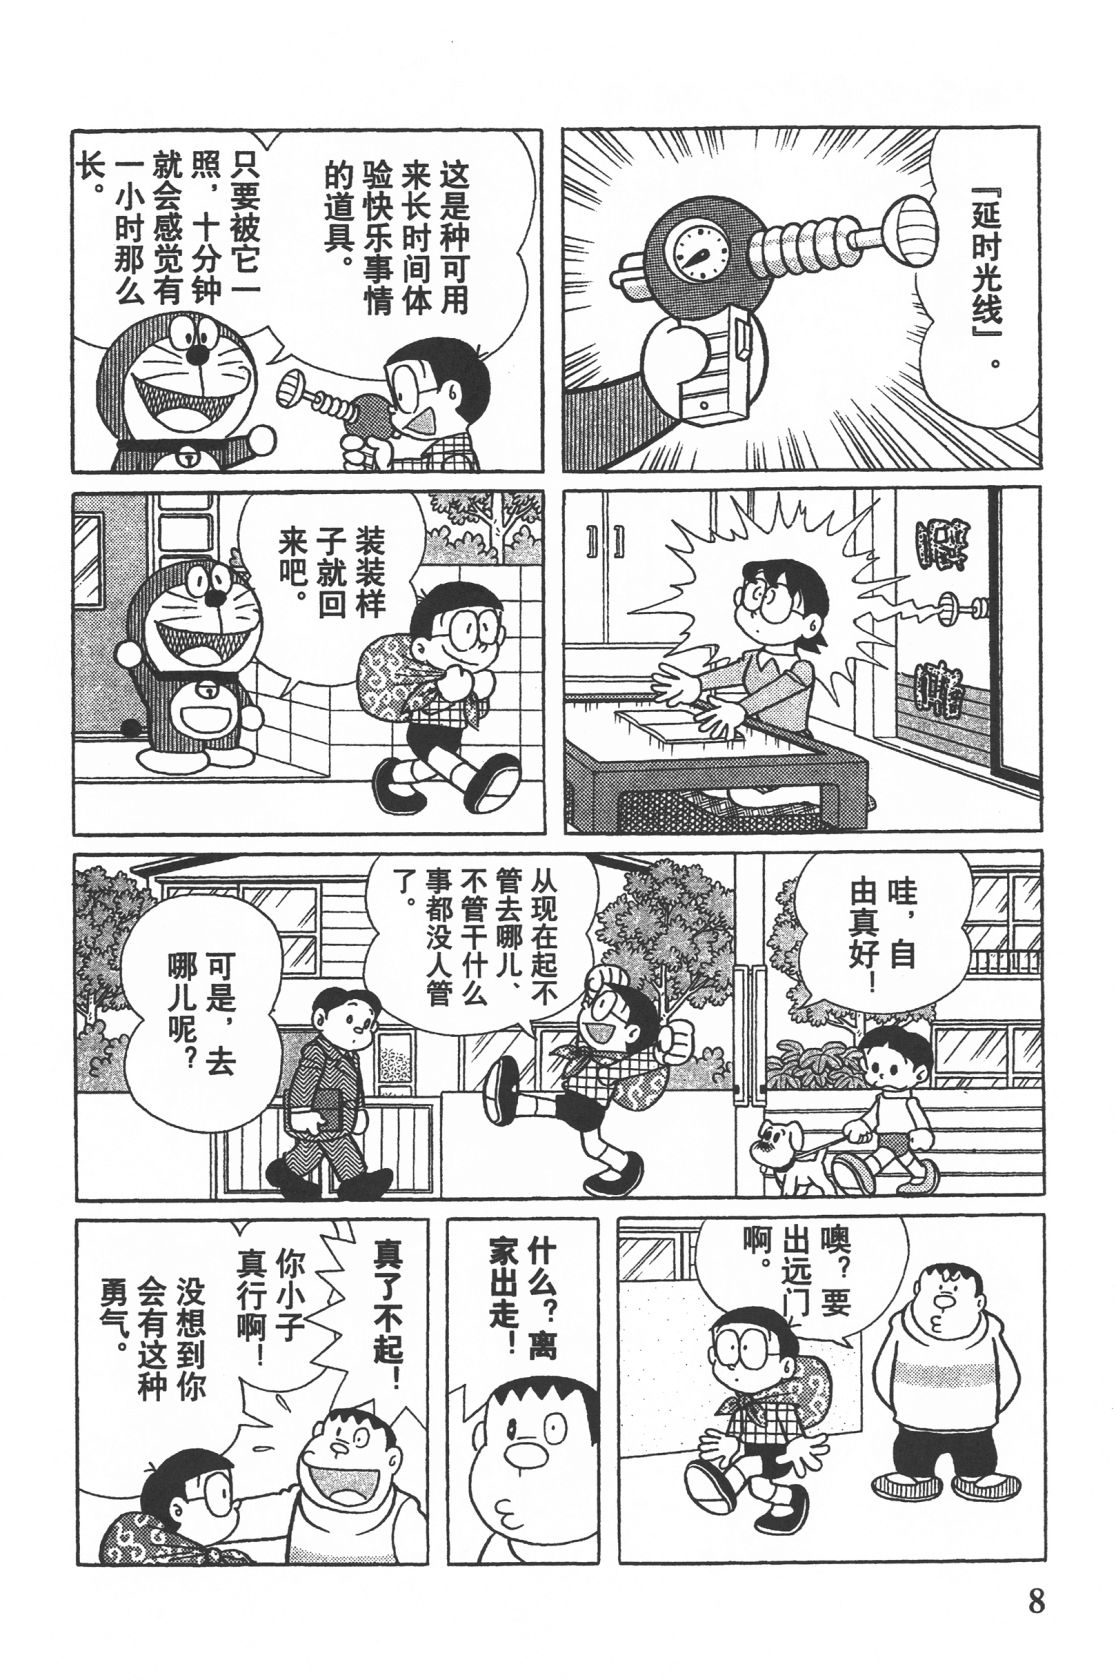 『延时光线』。
这是种可用
来长时间体
验快乐事情
的道具。
只要被它一
照，十分钟
就会感觉有
一小时那么
长。
装装样
子就回
来吧。
哇，自
由真好！
从现在起不
管去哪儿、
不管干什么
事都没人管
了。
可是，去
哪儿呢？
噢？要
出远门
啊。
什么？离
家出走！
真了不起！
你小子
真行啊！
没想到你
会有这种
勇气。
8